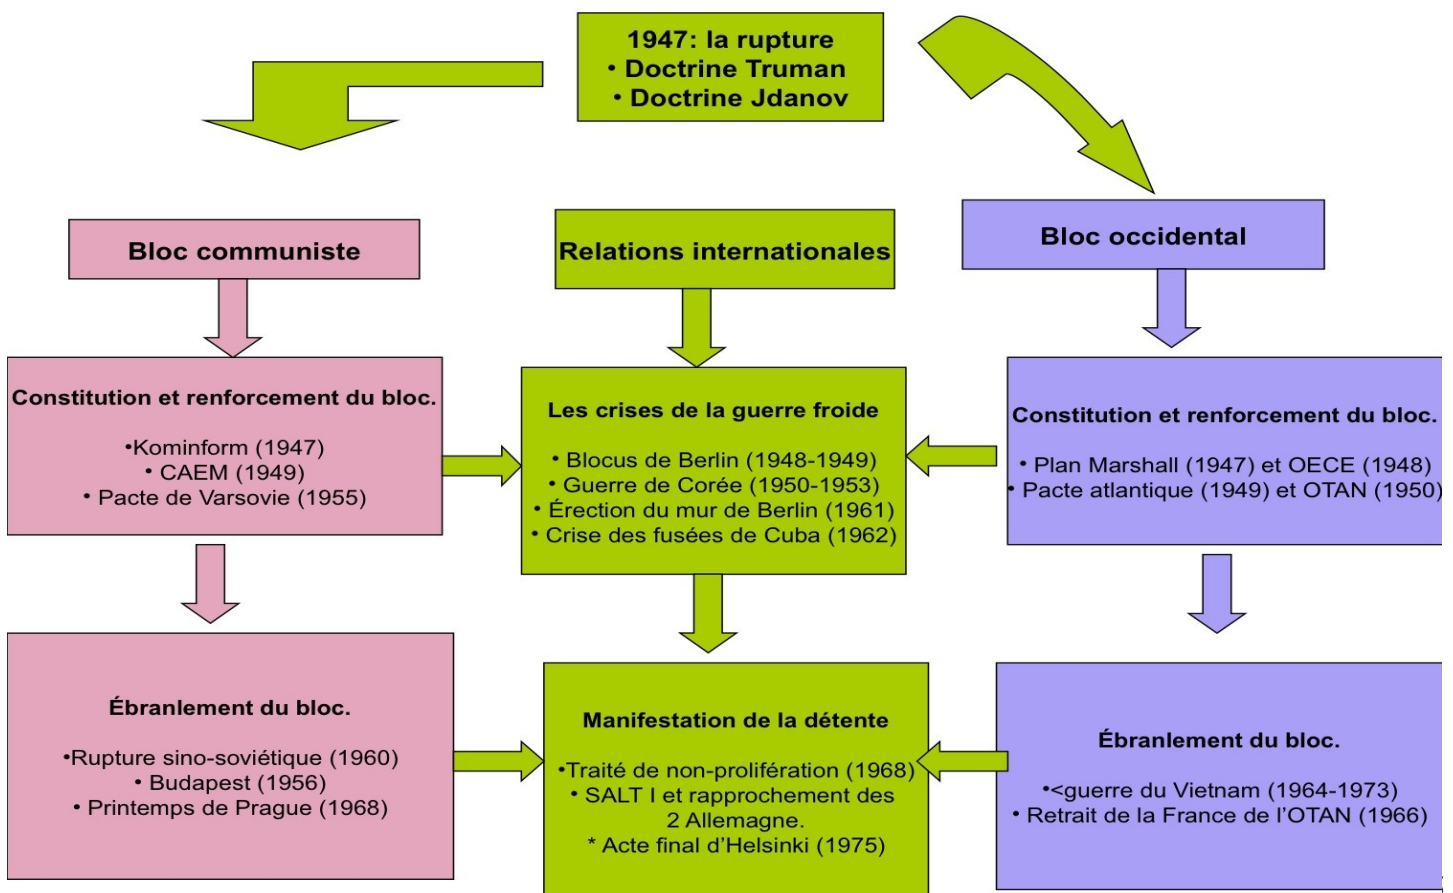 1947: la rupture
• Doctrine Truman
• Doctrine Jdanov
Bloc communiste
Relations internationales
Bloc occidental
Constitution et renforcement du bloc.
•Kominform (1947)
• CAEM (1949)
• Pacte de Varsovie (1955)
Les crises de la guerre froide
• Blocus de Berlin (1948-1949)
• Guerre de Corée (1950-1953)
• Érection du mur de Berlin (1961)
• Crise des fusées de Cuba (1962)
Constitution et renforcement du bloc.
• Plan Marshall (1947) et OECE (1948)
• Pacte atlantique (1949) et OTAN (1950)
Ébranlement du bloc.
•Rupture sino-soviétique (1960)
• Budapest (1956)
• Printemps de Prague (1968)
Manifestation de la détente
•Traité de non-prolifération (1968)
• SALT I et rapprochement des
2 Allemagne.
* Acte final d’Helsinki (1975)
Ébranlement du bloc.
•<guerre du Vietnam (1964-1973)
• Retrait de la France de l’OTAN (1966)